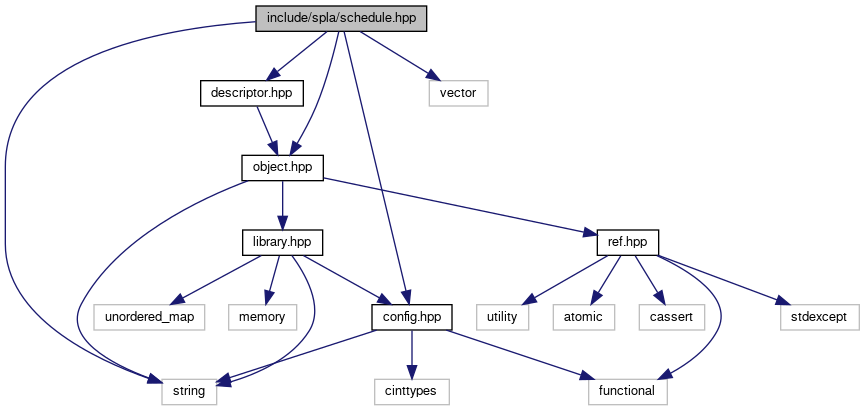 include/spla/schedule.hpp
descriptor.hpp
vector
object.hpp
library.hpp
ref.hpp
unordered_map
memory
config.hpp
utility
atomic
cassert
stdexcept
string
cinttypes
functional